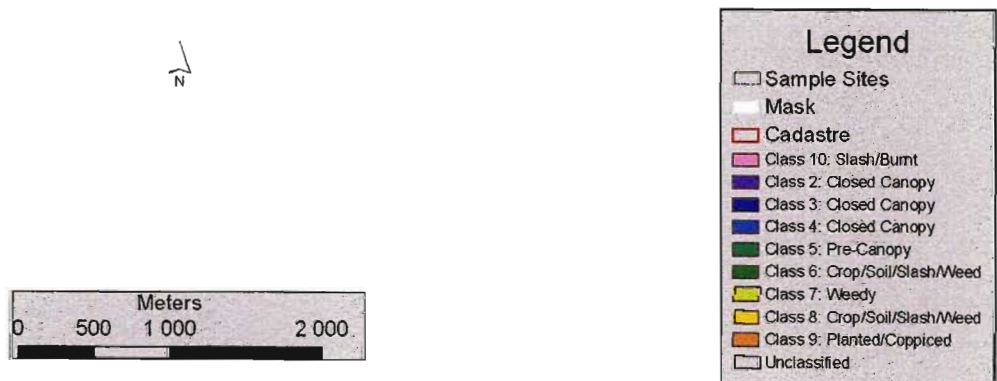 N
Meters
0 500 1 000 2 000
Legend
Sample Sites
Mask
Cadastre
Class 10: Slash/Burnt
Class 2: Closed Canopy
Class 3: Closed Canopy
Class 4: Closed Canopy
Class 5: Pre-Canopy
Class 6: Crop/Soil/Slash/Weed
Class 7: Weedy
Class 8: Crop/Soil/Slash/Weed
Class 9: Planted/Coppiced
Unclassified